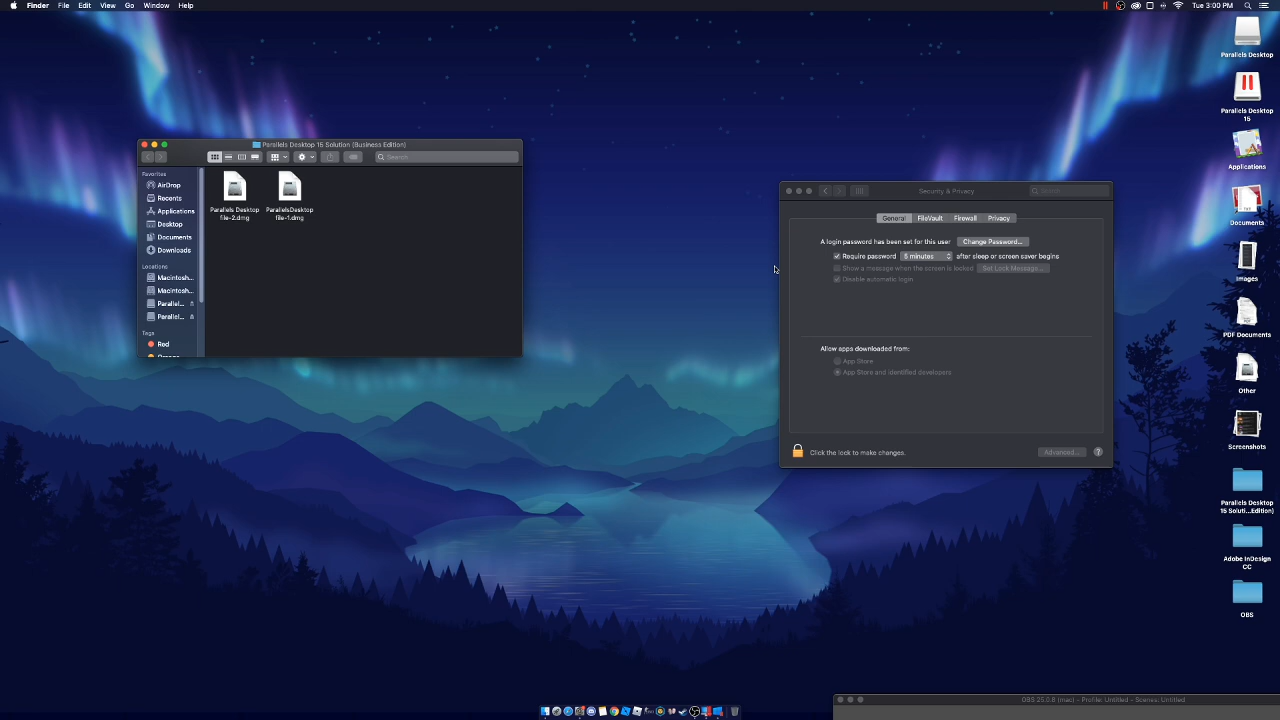 Finder File Edit View Go Window Help
Tue 3:00 PM
Parallels Desktop 15 Solution (Business Edition)
Search
Favorites
AirDrop
Recents
Applications
Desktop
Documents
Downloads
Locations
Macintosh...
Macintosh...
Parallel...
Parallel...
Tags
Red
Orange
Parallels Desktop
file-2.dmg
ParallelsDesktop
file-1.dmg
Security & Privacy
Search
General FileVault Firewall Privacy
A login password has been set for this user Change Password...
Require password 5 minutes after sleep or screen saver begins
Show a message when the screen is locked Set Lock Message...
Disable automatic login
Allow apps downloaded from:
App Store
App Store and identified developers
Click the lock to make changes.
Advanced... ?
Parallels Desktop
Parallels Desktop
15
Applications
Documents
Images
PDF Documents
Other
Screenshots
Parallels Desktop
15 Soluti...Edition)
Adobe InDesign
CC
OBS
OBS 25.0.8 (mac) - Profile: Untitled - Scenes: Untitled